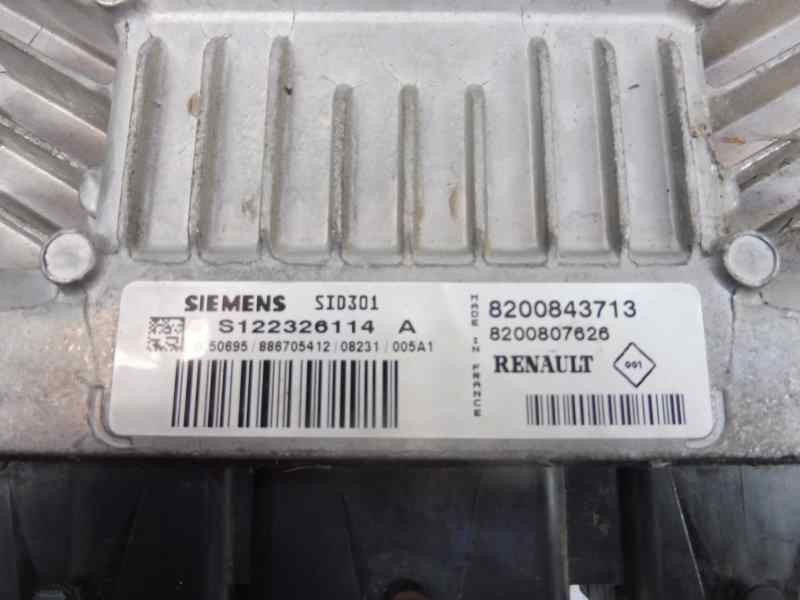 SIEMENS SID301
S122326114 A
50695/886705412/08231/005A1
MADE IN FRANCE
8200843713
8200807626
RENAULT 001